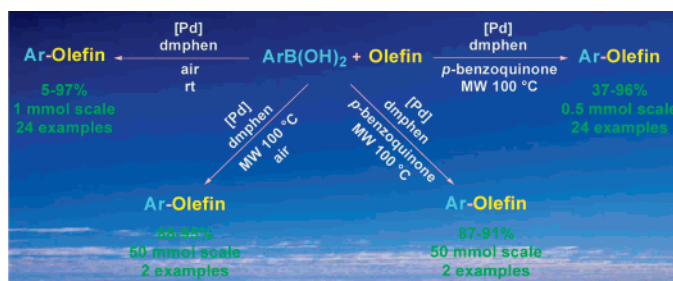 [Pd]
dmphen
Ar-Olefin
air
rt
5-97%
1 mmol scale
24 examples
ArB(OH)₂ + Olefin
[Pd]
dmphen
p-benzoquinone
MW 100 °C
Ar-Olefin
37-96%
0.5 mmol scale
24 examples
[Pd]
dmphen
MW 100 °C
air
Ar-Olefin
50 mmol scale
2 examples
[Pd]
dmphen
p-benzoquinone
MW 100 °C
Ar-Olefin
87-91%
50 mmol scale
2 examples